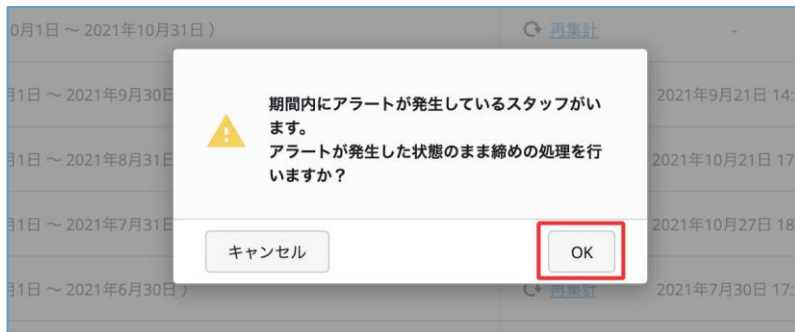 0月1日 ～ 2021年10月31日 )
再集計
-
月1日 ～ 2021年9月30日
2021年9月21日 14:
期間内にアラートが発生しているスタッフがい
ます。
アラートが発生した状態のまま締めの処理を行
いますか？
月1日 ～ 2021年8月31日
2021年10月21日 17
月1日 ～ 2021年7月31日
2021年10月27日 18
キャンセル
OK
月1日 ～ 2021年6月30日 )
再集計
2021年7月30日 17: